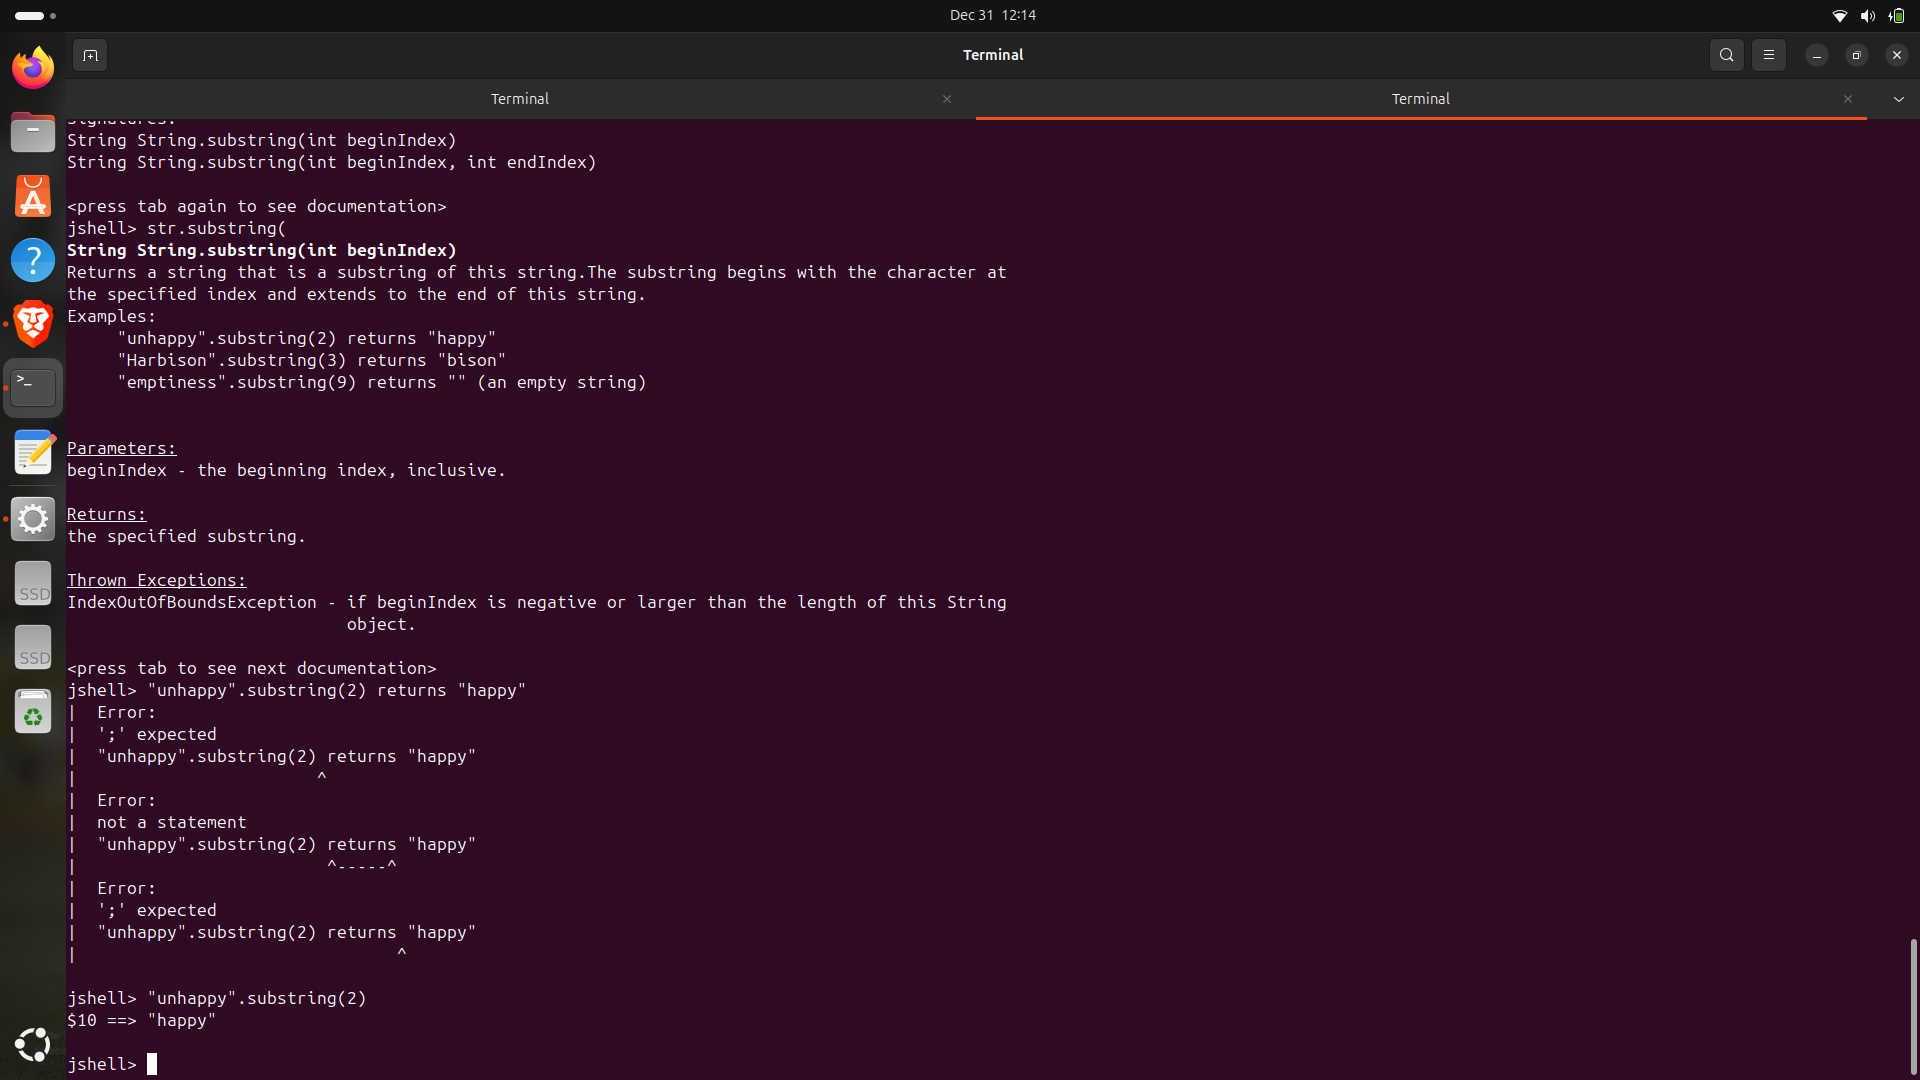 Dec 31 12:14
Terminal
Terminal
Terminal
Signatures:
String String.substring(int beginIndex)
String String.substring(int beginIndex, int endIndex)
<press tab again to see documentation>
jshell> str.substring(
String String.substring(int beginIndex)
Returns a string that is a substring of this string.The substring begins with the character at
the specified index and extends to the end of this string.
Examples:
"unhappy".substring(2) returns "happy"
"Harbison".substring(3) returns "bison"
"emptiness".substring(9) returns "" (an empty string)
Parameters:
beginIndex - the beginning index, inclusive.
Returns:
the specified substring.
Thrown Exceptions:
IndexOutOfBoundsException - if beginIndex is negative or larger than the length of this String
object.
<press tab to see next documentation>
jshell> "unhappy".substring(2) returns "happy"
|  Error:
|  ';' expected
|  "unhappy".substring(2) returns "happy"
|                        ^
|  Error:
|  not a statement
|  "unhappy".substring(2) returns "happy"
|                         ^-----^
|  Error:
|  ';' expected
|  "unhappy".substring(2) returns "happy"
|                                ^
jshell> "unhappy".substring(2)
$10 ==> "happy"
jshell>
SSD
SSD